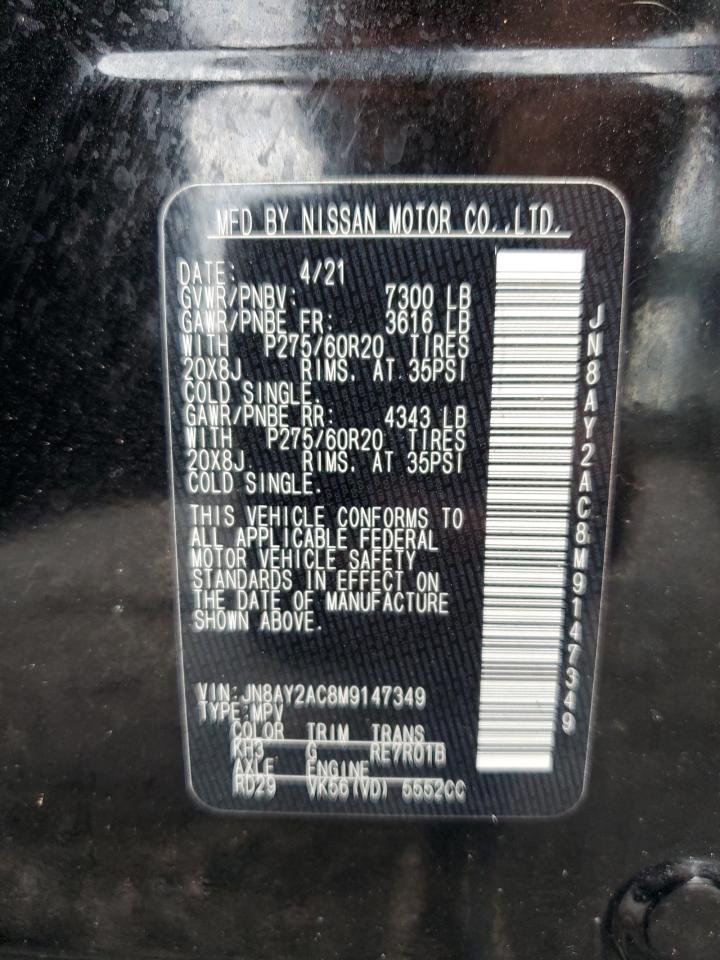 MFD BY NISSAN MOTOR CO.,LTD.
DATE: 4/21
GVWR/PNBV: 7300 LB
GAWR/PNBE FR: 3616 LB
WITH P275/60R20 TIRES
20X8J RIMS, AT 35PSI
COLD SINGLE.
GAWR/PNBE RR: 4343 LB
WITH P275/60R20 TIRES
20X8J RIMS, AT 35PSI
COLD SINGLE.
THIS VEHICLE CONFORMS TO
ALL APPLICABLE FEDERAL
MOTOR VEHICLE SAFETY
STANDARDS IN EFFECT ON
THE DATE OF MANUFACTURE
SHOWN ABOVE.
VIN:JN8AY2AC8M9147349
TYPE:MPV
COLOR TRIM TRANS
KH3 G RE7R01B
AXLE ENGINE
RD29 VK56(VD) 5552CC
JN8AY2AC8M9147349